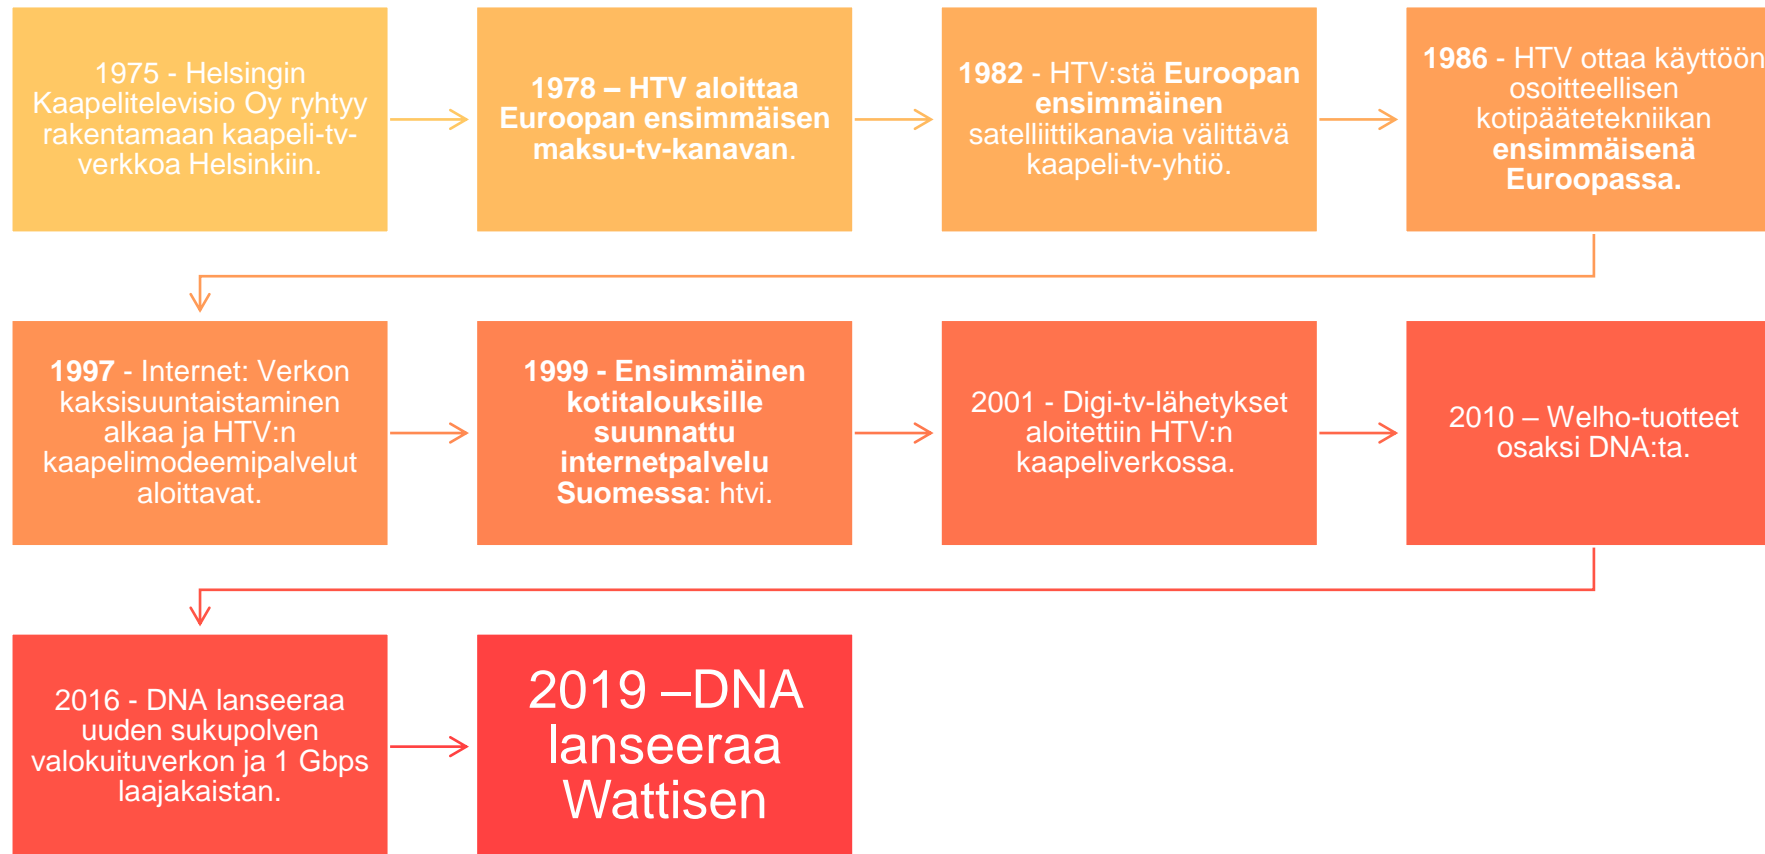 1975 - Helsingin
Kaapelitelevisio Oy ryhtyy
rakentamaan kaapeli-tv-
verkkoa Helsinkiin.
1978 – HTV aloittaa
Euroopan ensimmäisen
maksu-tv-kanavan.
1982 - HTV:stä Euroopan
ensimmäinen
satelliittikanavia välittävä
kaapeli-tv-yhtiö.
1986 - HTV ottaa käyttöön
osoitteellisen
kotipäätetekniikan
ensimmäisenä
Euroopassa.
1997 - Internet: Verkon
kaksisuuntaistaminen
alkaa ja HTV:n
kaapelimodeemipalvelut
aloittavat.
1999 - Ensimmäinen
kotitalouksille
suunnattu
internetpalvelu
Suomessa: htvi.
2001 - Digi-tv-lähetykset
aloitettiin HTV:n
kaapeliverkossa.
2010 – Welho-tuotteet
osaksi DNA:ta.
2016 - DNA lanseeraa
uuden sukupolven
valokuituverkon ja 1 Gbps
laajakaistan.
2019 –DNA
lanseeraa
Wattisen